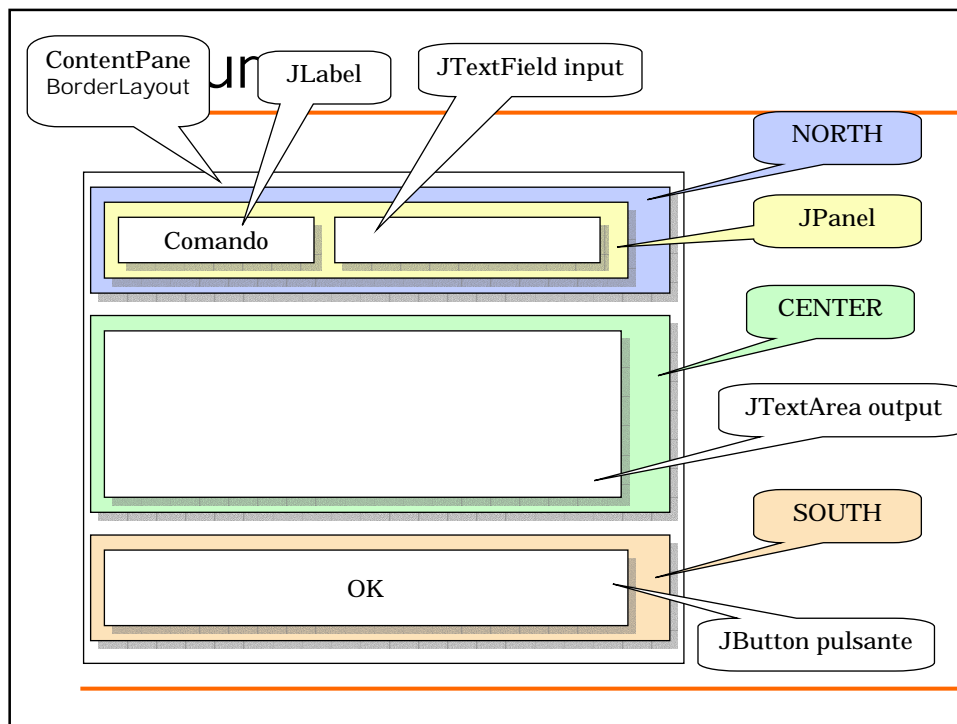 ContentPane
BorderLayout
JLabel
JTextField input
NORTH
JPanel
Comando
CENTER
JTextArea output
SOUTH
OK
JButton pulsante